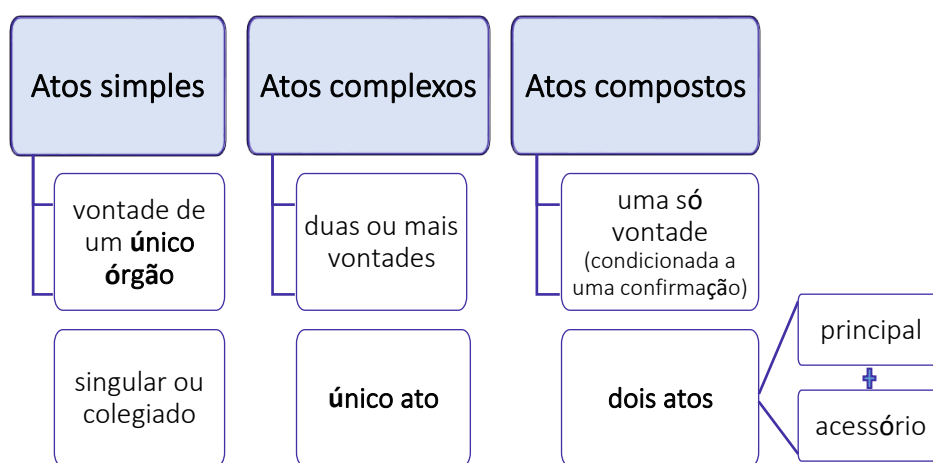 Atos simples
vontade de
um único
órgão
singular ou
colegiado
Atos complexos
duas ou mais
vontades
único ato
Atos compostos
uma só
vontade
(condicionada a
uma confirmação)
dois atos
principal
acessório